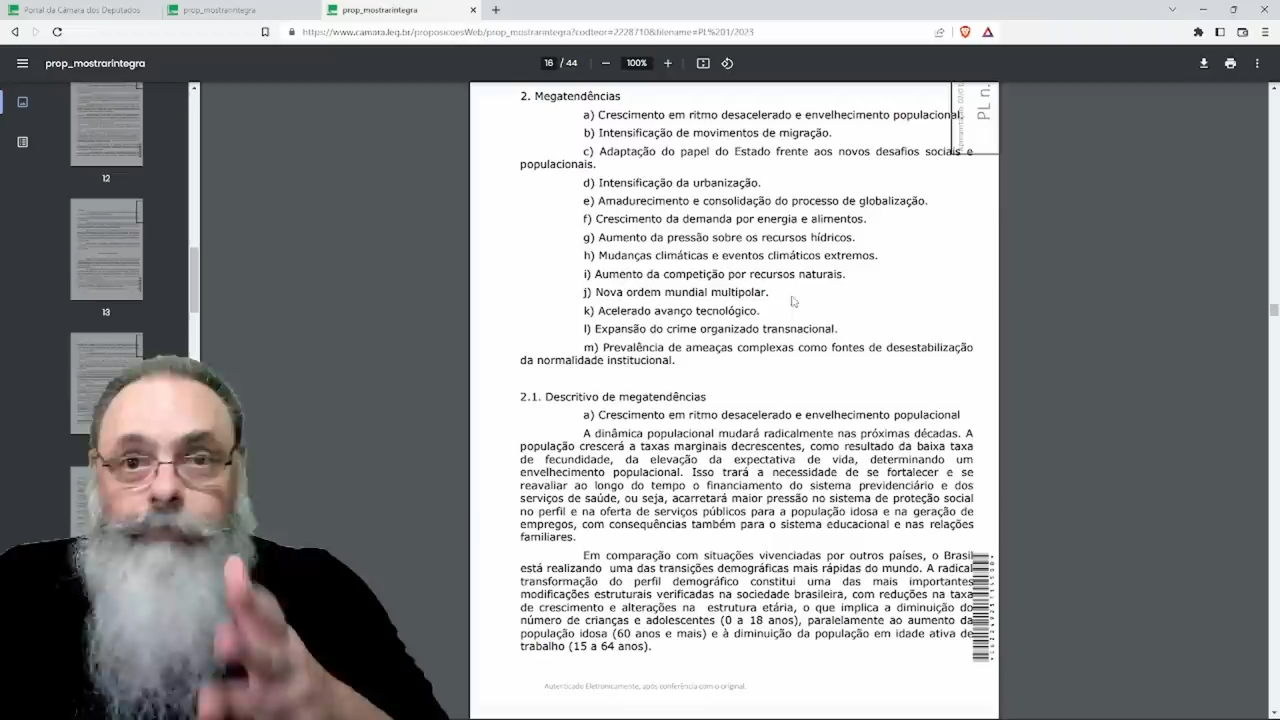 Portal da Câmara dos Deputados
prop_mostrarintegra
prop_mostrarintegra
https://www.camara.leg.br/proposicoesWeb/prop_mostrarintegra?codteor=2228710&filename=PL%201/2023
prop_mostrarintegra
16 / 44
100%
12
13
PL n.
2. Megatendências
a) Crescimento em ritmo desacelerado e envelhecimento populacional.
b) Intensificação de movimentos de migração.
c) Adaptação do papel do Estado frente aos novos desafios sociais e
populacionais.
d) Intensificação da urbanização.
e) Amadurecimento e consolidação do processo de globalização.
f) Crescimento da demanda por energia e alimentos.
g) Aumento da pressão sobre os recursos hídricos.
h) Mudanças climáticas e eventos climáticos extremos.
i) Aumento da competição por recursos naturais.
j) Nova ordem mundial multipolar.
k) Acelerado avanço tecnológico.
l) Expansão do crime organizado transnacional.
m) Prevalência de ameaças complexas como fontes de desestabilização
da normalidade institucional.
2.1. Descritivo de megatendências
a) Crescimento em ritmo desacelerado e envelhecimento populacional
A dinâmica populacional mudará radicalmente nas próximas décadas. A
população crescerá a taxas marginais decrescentes, como resultado da baixa taxa
de fecundidade, da elevação da expectativa de vida, determinando um
envelhecimento populacional. Isso trará a necessidade de se fortalecer e se
reavaliar ao longo do tempo o financiamento do sistema previdenciário e dos
serviços de saúde, ou seja, acarretará maior pressão no sistema de proteção social
no perfil e na oferta de serviços públicos para a população idosa e na geração de
empregos, com consequências também para o sistema educacional e nas relações
familiares.
Em comparação com situações vivenciadas por outros países, o Brasil
está realizando uma das transições demográficas mais rápidas do mundo. A radical
transformação do perfil demográfico constitui uma das mais importantes
modificações estruturais verificadas na sociedade brasileira, com reduções na taxa
de crescimento e alterações na estrutura etária, o que implica a diminuição do
número de crianças e adolescentes (0 a 18 anos), paralelamente ao aumento da
população idosa (60 anos e mais) e à diminuição da população em idade ativa de
trabalho (15 a 64 anos).
Autenticado Eletronicamente, após conferência com o original.